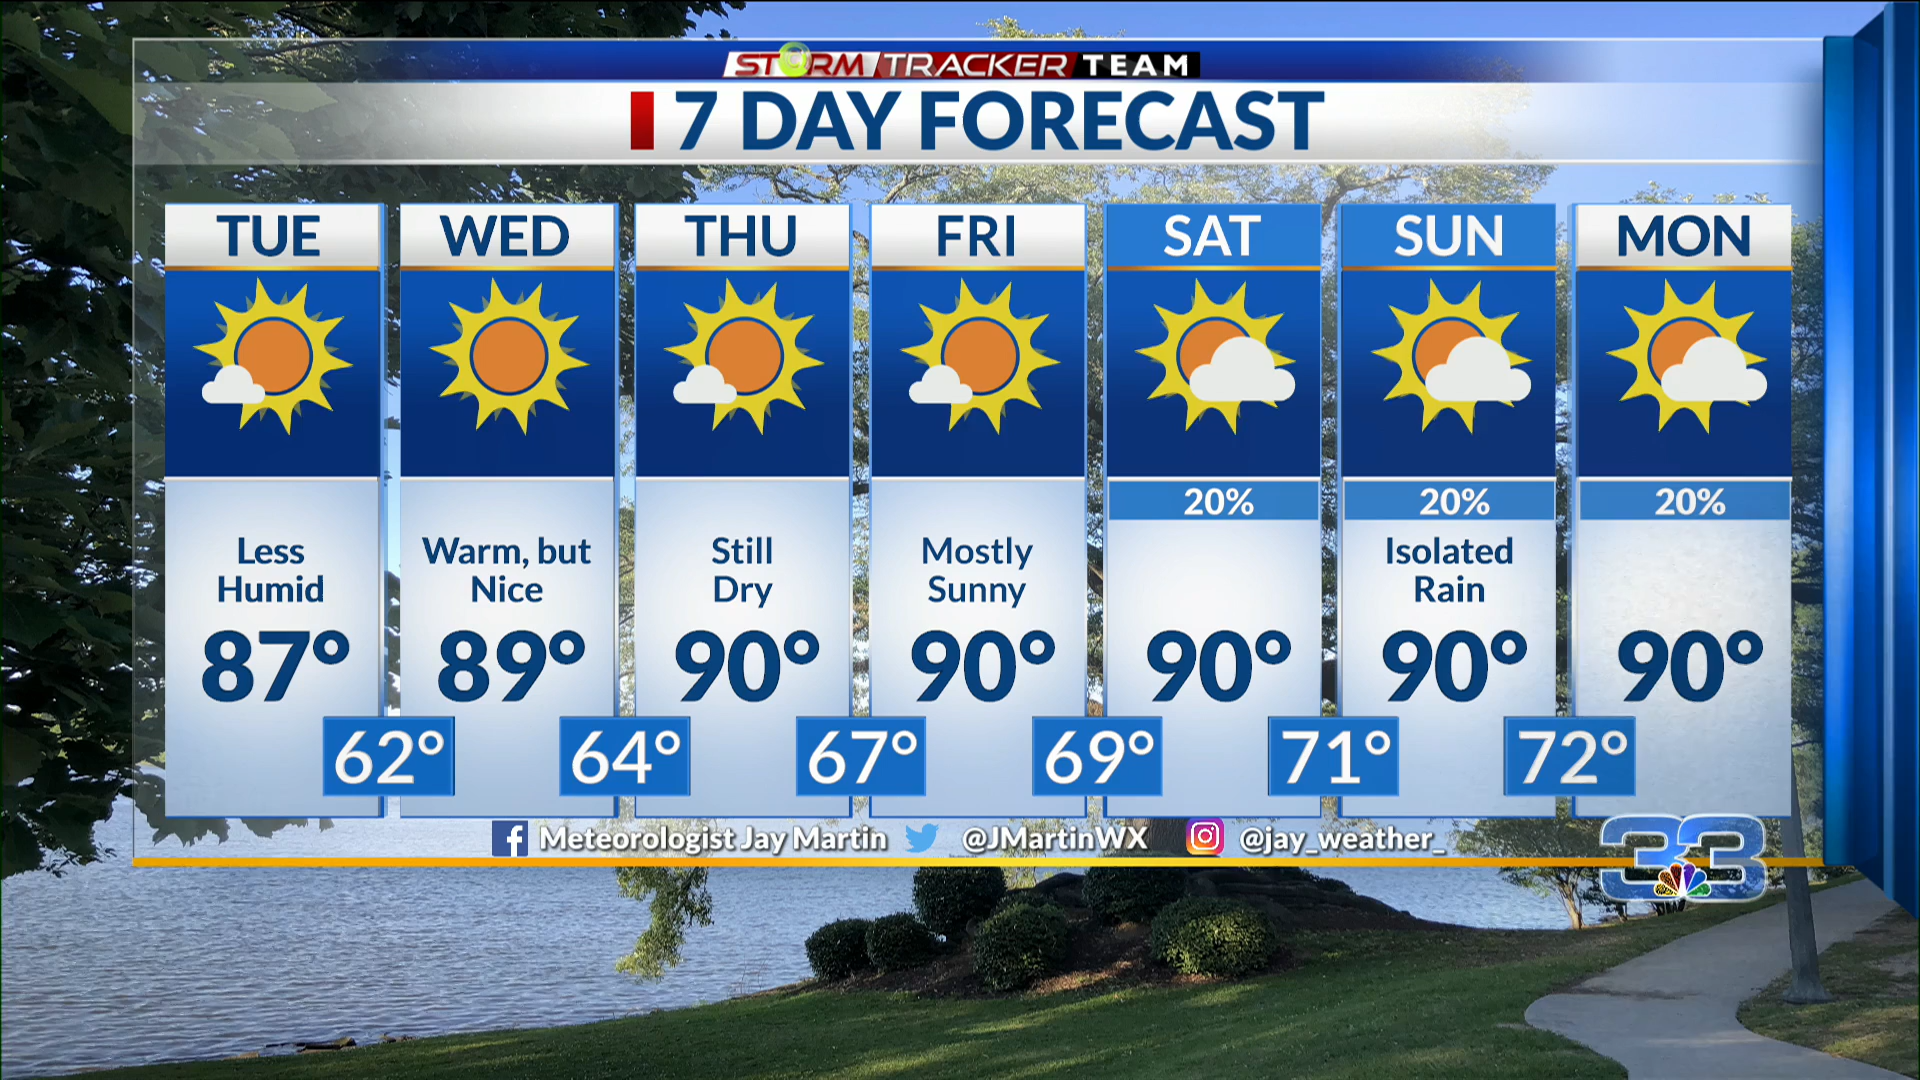 STORM TRACKER TEAM
7 DAY FORECAST
TUE WED THU FRI SAT SUN MON
20% 20% 20%
Less
Humid
Warm, but
Nice
Still
Dry
Mostly
Sunny
Isolated
Rain
87° 89° 90° 90° 90° 90° 90°
62° 64° 67° 69° 71° 72°
Meteorologist Jay Martin @JMartinWX @jay_weather_
33